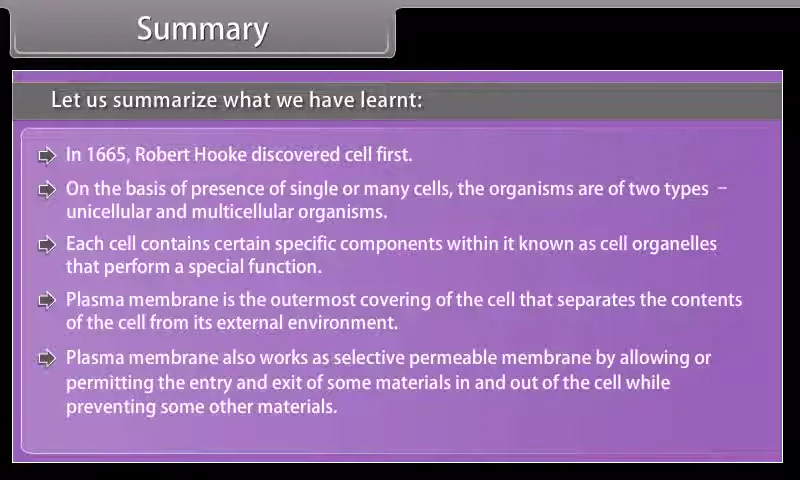 Summary
Let us summarize what we have learnt:
In 1665, Robert Hooke discovered cell first.
On the basis of presence of single or many cells, the organisms are of two types –
unicellular and multicellular organisms.
Each cell contains certain specific components within it known as cell organelles
that perform a special function.
Plasma membrane is the outermost covering of the cell that separates the contents
of the cell from its external environment.
Plasma membrane also works as selective permeable membrane by allowing or
permitting the entry and exit of some materials in and out of the cell while
preventing some other materials.